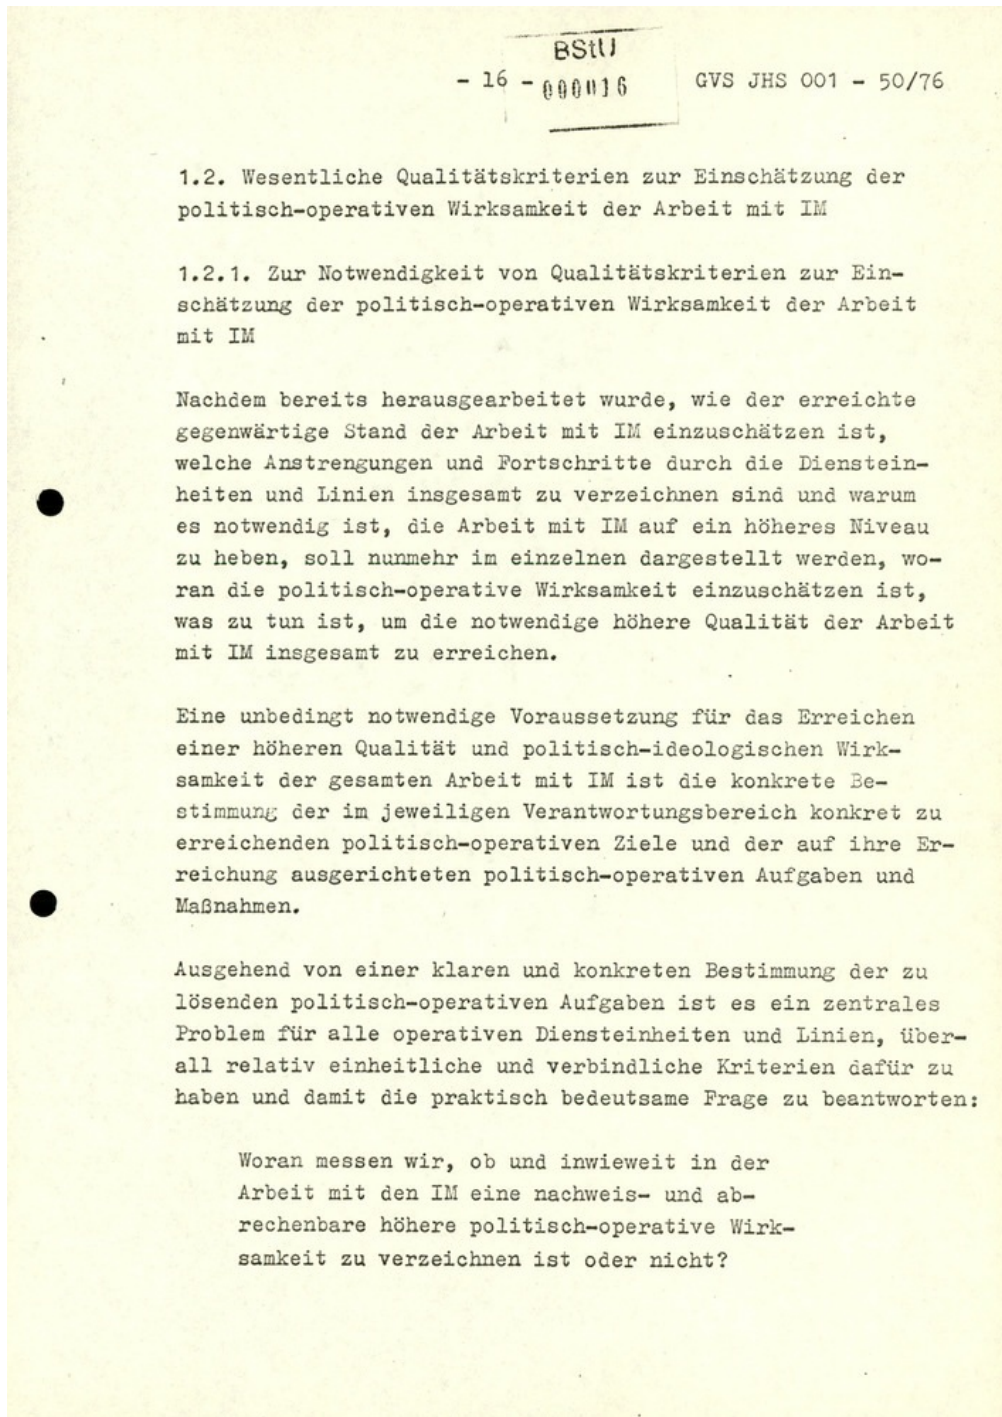 BStU
- 16 - 000016 GVS JHS 001 - 50/76
1.2. Wesentliche Qualitätskriterien zur Einschätzung der
politisch-operativen Wirksamkeit der Arbeit mit IM
1.2.1. Zur Notwendigkeit von Qualitätskriterien zur Ein-
schätzung der politisch-operativen Wirksamkeit der Arbeit
mit IM
Nachdem bereits herausgearbeitet wurde, wie der erreichte
gegenwärtige Stand der Arbeit mit IM einzuschätzen ist,
welche Anstrengungen und Fortschritte durch die Dienstein-
heiten und Linien insgesamt zu verzeichnen sind und warum
es notwendig ist, die Arbeit mit IM auf ein höheres Niveau
zu heben, soll nunmehr im einzelnen dargestellt werden, wo-
ran die politisch-operative Wirksamkeit einzuschätzen ist,
was zu tun ist, um die notwendige höhere Qualität der Arbeit
mit IM insgesamt zu erreichen.
Eine unbedingt notwendige Voraussetzung für das Erreichen
einer höheren Qualität und politisch-ideologischen Wirk-
samkeit der gesamten Arbeit mit IM ist die konkrete Be-
stimmung der im jeweiligen Verantwortungsbereich konkret zu
erreichenden politisch-operativen Ziele und der auf ihre Er-
reichung ausgerichteten politisch-operativen Aufgaben und
Maßnahmen.
Ausgehend von einer klaren und konkreten Bestimmung der zu
lösenden politisch-operativen Aufgaben ist es ein zentrales
Problem für alle operativen Diensteinheiten und Linien, über-
all relativ einheitliche und verbindliche Kriterien dafür zu
haben und damit die praktisch bedeutsame Frage zu beantworten:
Woran messen wir, ob und inwieweit in der
Arbeit mit den IM eine nachweis- und ab-
rechenbare höhere politisch-operative Wirk-
samkeit zu verzeichnen ist oder nicht?